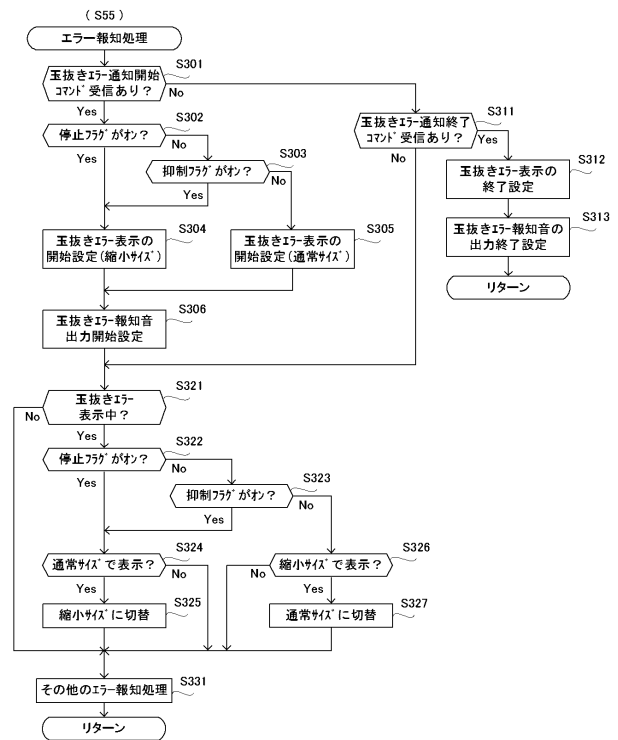 (S55)
エラー報知処理
S301
玉抜きエラー通知開始
コマンド受信あり？
No
Yes
S302
停止フラグがオン？
No
Yes
S303
抑制フラグがオン？
No
Yes
S304
玉抜きエラー表示の
開始設定(縮小サイズ)
S305
玉抜きエラー表示の
開始設定(通常サイズ)
S306
玉抜きエラー報知音
出力開始設定
S311
玉抜きエラー通知終了
コマンド受信あり？
Yes
No
S312
玉抜きエラー表示の
終了設定
S313
玉抜きエラー報知音の
出力終了設定
リターン
S321
玉抜きエラー
表示中？
No
Yes
S322
停止フラグがオン？
No
Yes
S323
抑制フラグがオン？
No
Yes
S324
通常サイズで表示？
No
Yes
S325
縮小サイズに切替
S326
縮小サイズで表示？
No
Yes
S327
通常サイズに切替
S331
その他のエラー報知処理
リターン